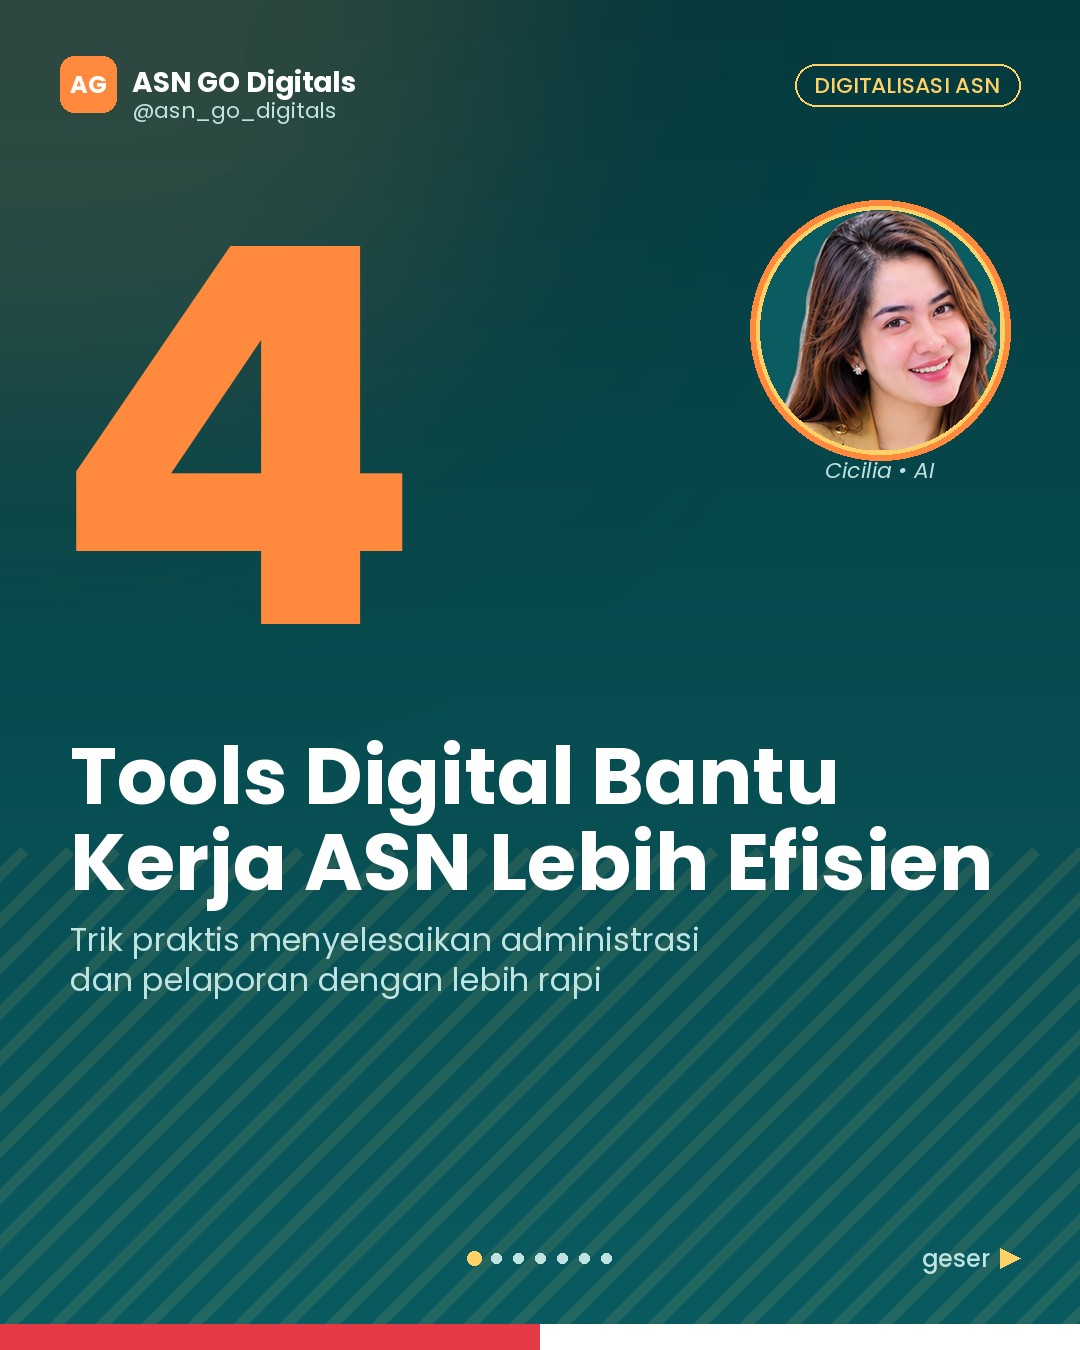 AG
ASN GO Digitals
@asn_go_digitals
DIGITALISASI ASN
4
Cicilia • AI
Tools Digital Bantu
Kerja ASN Lebih Efisien
Trik praktis menyelesaikan administrasi
dan pelaporan dengan lebih rapi
geser